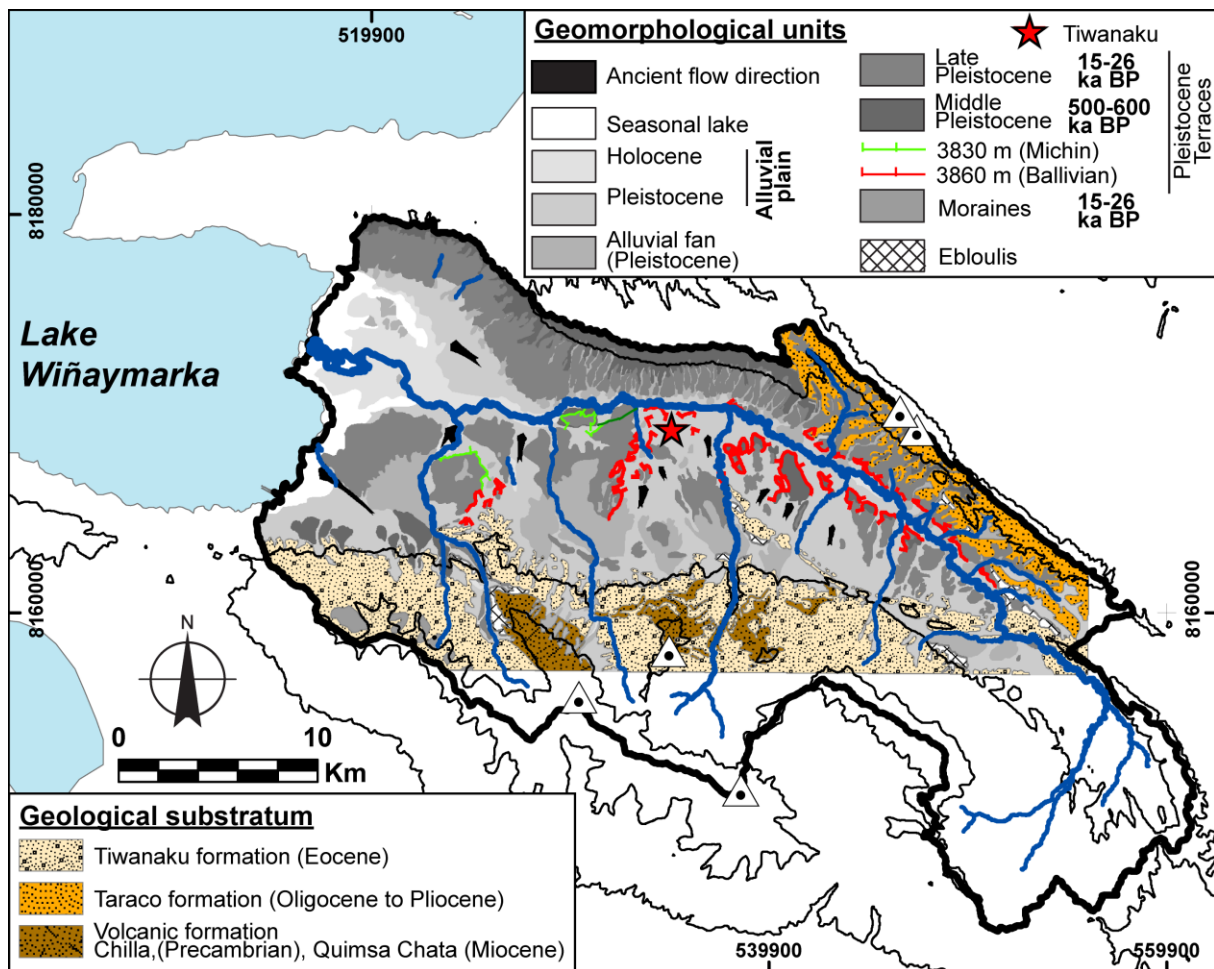 519900
Geomorphological units
Tiwanaku
Ancient flow direction
Seasonal lake
Holocene
Pleistocene
Alluvial
plain
Alluvial fan
(Pleistocene)
Late
Pleistocene
15-26
ka BP
Middle
Pleistocene
500-600
ka BP
3830 m (Michin)
3860 m (Ballivian)
Moraines
15-26
ka BP
Pleistocene
Terraces
Ebloulis
8180000
Lake
Wiñaymarka
8160000
N
0
10
Km
Geological substratum
Tiwanaku formation (Eocene)
Taraco formation (Oligocene to Pliocene)
Volcanic formation
Chilla,(Precambrian), Quimsa Chata (Miocene)
539900
559900